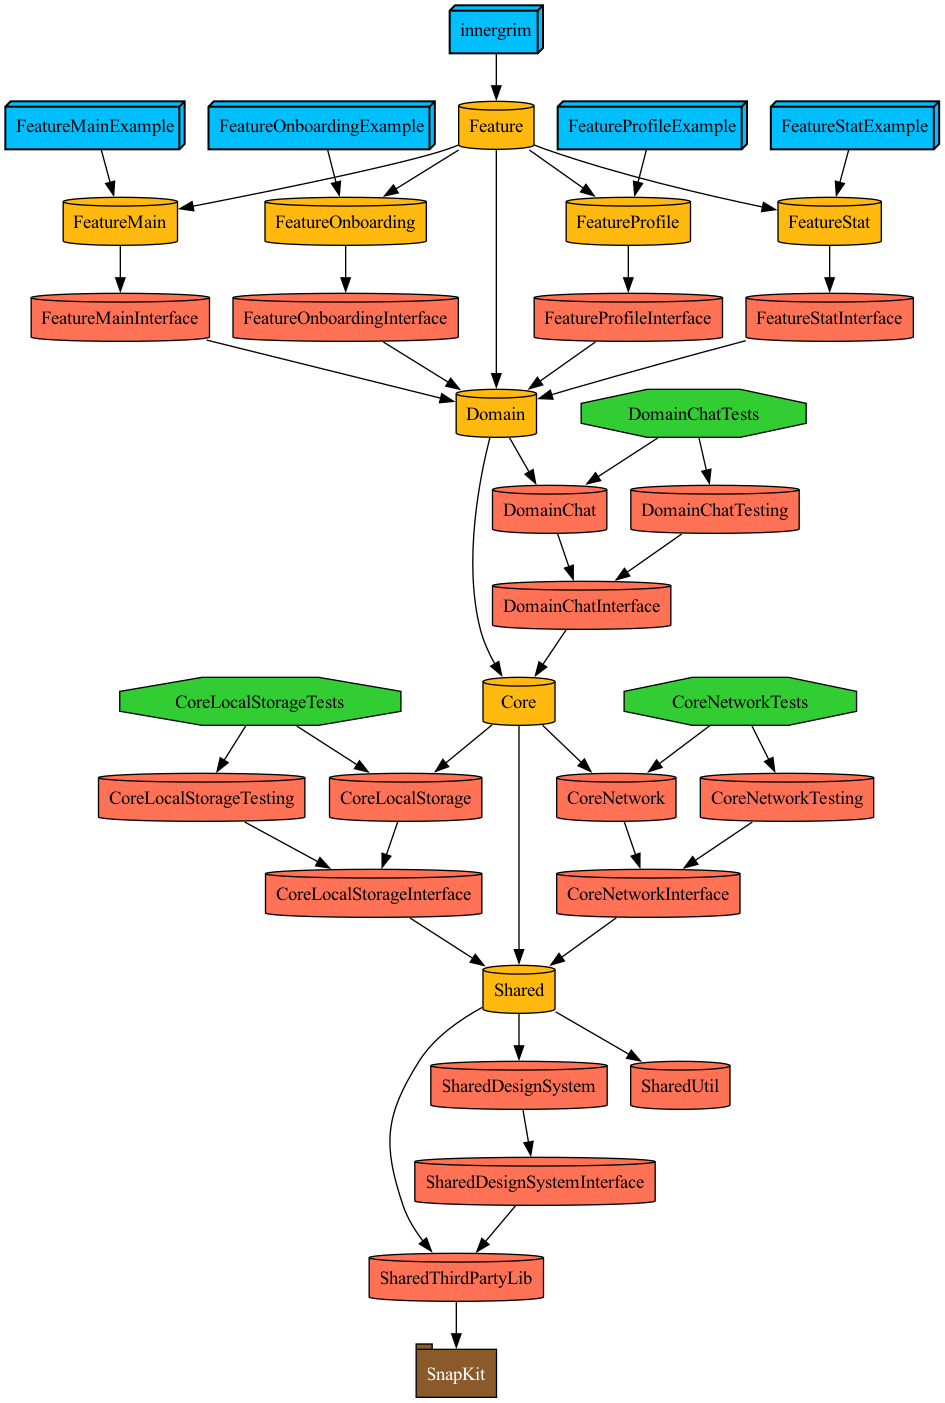 innergrim
FeatureMainExample
FeatureOnboardingExample
Feature
FeatureProfileExample
FeatureStatExample
FeatureMain
FeatureOnboarding
FeatureProfile
FeatureStat
FeatureMainInterface
FeatureOnboardingInterface
FeatureProfileInterface
FeatureStatInterface
Domain
DomainChatTests
DomainChat
DomainChatTesting
DomainChatInterface
CoreLocalStorageTests
Core
CoreNetworkTests
CoreLocalStorageTesting
CoreLocalStorage
CoreNetwork
CoreNetworkTesting
CoreLocalStorageInterface
CoreNetworkInterface
Shared
SharedDesignSystem
SharedUtil
SharedDesignSystemInterface
SharedThirdPartyLib
SnapKit